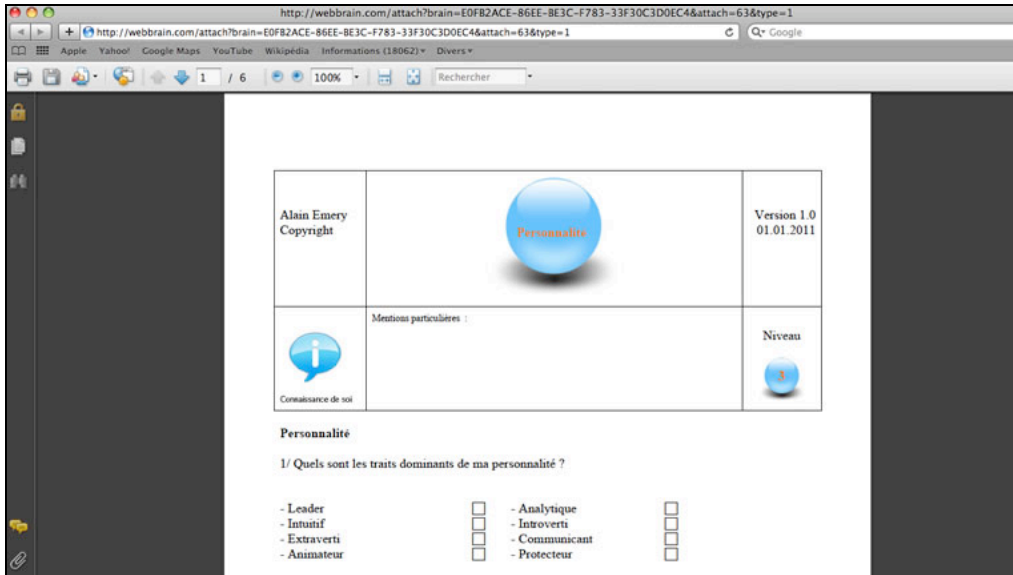 http://webbrain.com/attach?brain=E0FB2ACE-86EE-BE3C-F783-33F30C3D0EC4&attach=63&type=1
http://webbrain.com/attach?brain=E0FB2ACE-86EE-BE3C-F783-33F30C3D0EC4&attach=63&type=1
Google
Apple Yahoo! Google Maps YouTube Wikipédia Informations (18062) Divers
1 / 6 100% Rechercher
Alain Emery
Copyright
Personnalité
Version 1.0
01.01.2011
Mentions particulières :
Connaissance de soi
Niveau
3
Personnalité
1/ Quels sont les traits dominants de ma personnalité ?
- Leader - Analytique
- Intuitif - Introverti
- Extraverti - Communicant
- Animateur - Protecteur